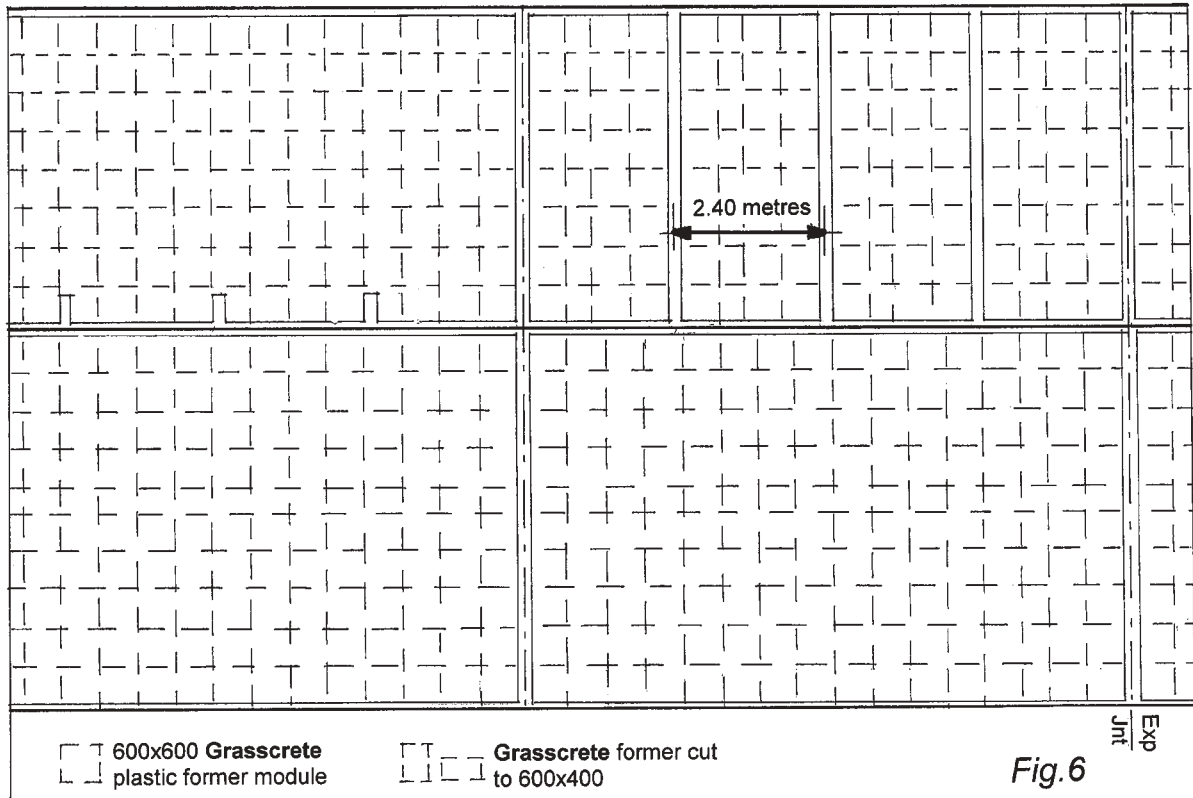 2.40 metres
600x600 Grasscrete
plastic former module
Grasscrete former cut
to 600x400
Exp
Jnt
Fig.6